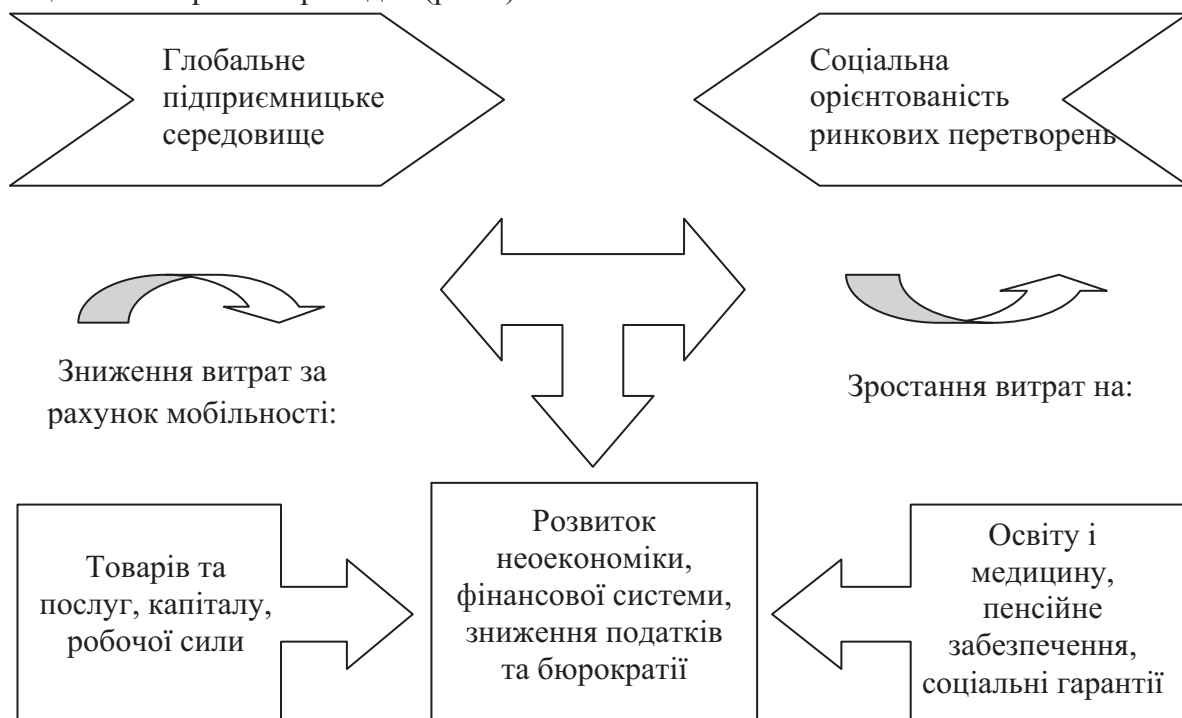 Глобальне
підприємницьке
середовище
Соціальна
орієнтованість
ринкових перетворень
Зниження витрат за
рахунок мобільності:
Зростання витрат на:
Товарів та
послуг, капіталу,
робочої сили
Розвиток
неоекономіки,
фінансової системи,
зниження податків
та бюрократії
Освіту і
медицину,
пенсійне
забезпечення,
соціальні гарантії